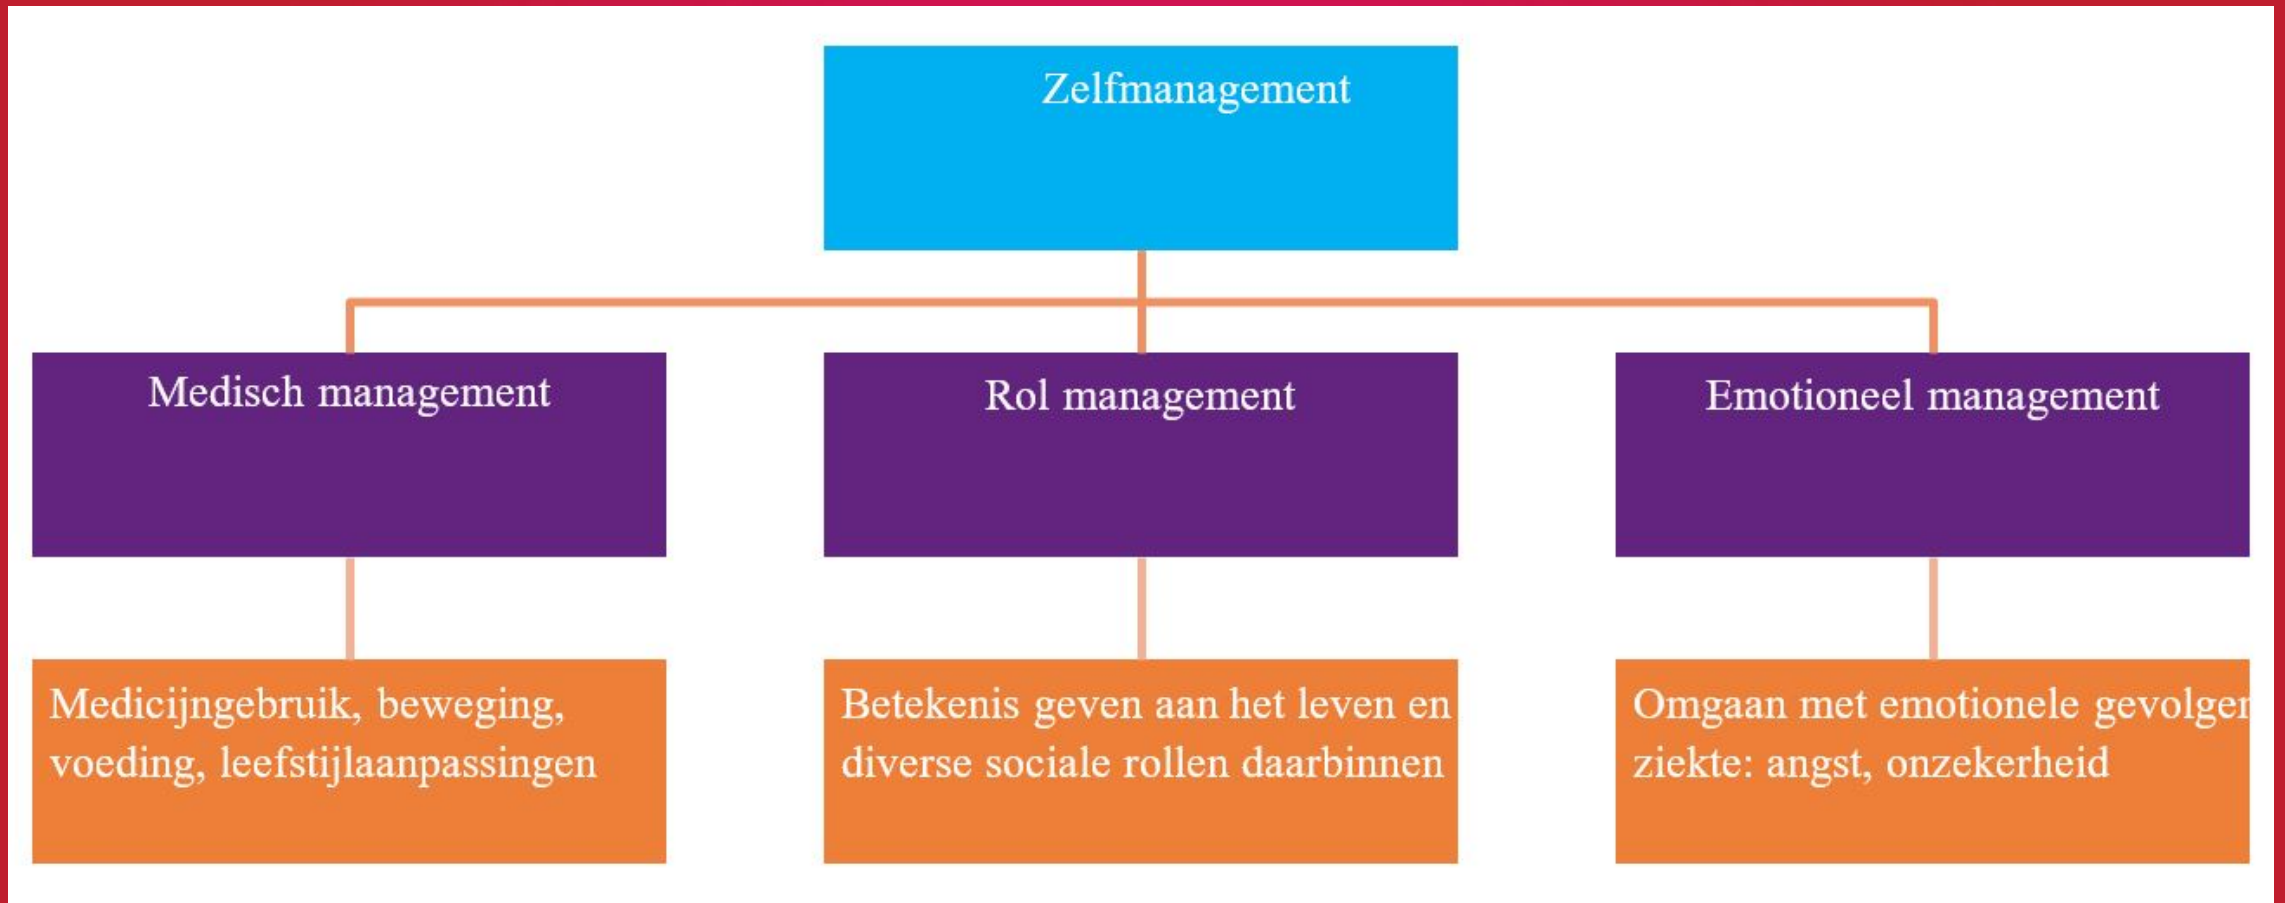 Zelfmanagement
Medisch management
Rol management
Emotioneel management
Medicijngebruik, beweging,
voeding, leefstijlaanpassingen
Betekenis geven aan het leven en
diverse sociale rollen daarbinnen
Omgaan met emotionele gevolgen
ziekte: angst, onzekerheid